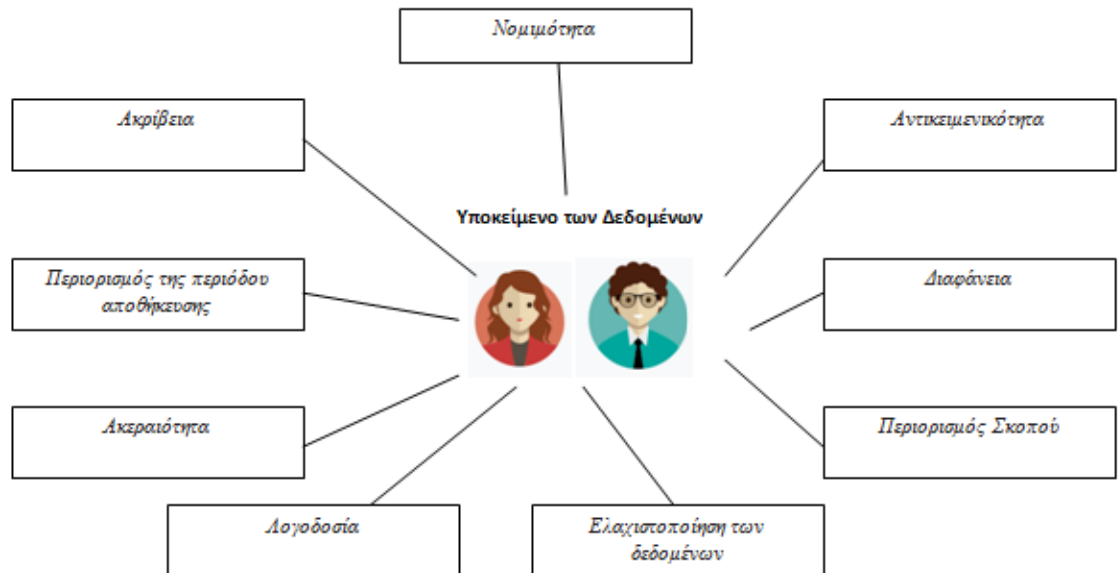 Νομιμότητα
Ακρίβεια
Αντικειμενικότητα
Υποκείμενο των Δεδομένων
Περιορισμός της περιόδου
αποθήκευσης
Διαφάνεια
Ακεραιότητα
Περιορισμός Σκοπού
Λογοδοσία
Ελαχιστοποίηση των
δεδομένων